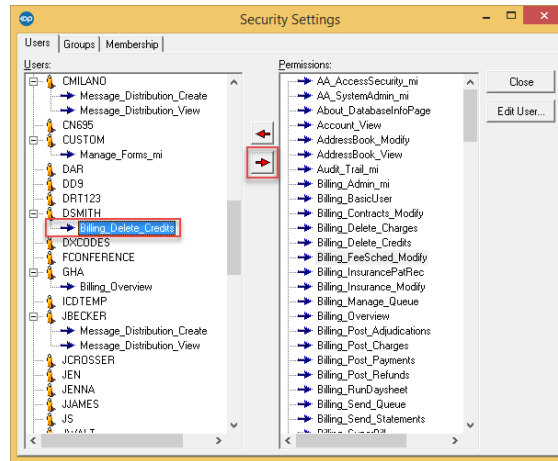 Security Settings
Users
Groups
Membership
Users:
CMILANO
Message_Distribution_Create
Message_Distribution_View
CN695
CUSTOM
Manage_Forms_mi
DAR
DD9
DRT123
DSMITH
Billing_Delete_Credits
DXCODES
FCONFERENCE
GHA
Billing_Overview
ICDTEMP
JBECKER
Message_Distribution_Create
Message_Distribution_View
JCROSSER
JEN
JENNA
JJAMES
JS
Permissions:
AA_AccessSecurity_mi
AA_SystemAdmin_mi
About_DatabaseInfoPage
Account_View
AddressBook_Modify
AddressBook_View
Audit_Trail_mi
Billing_Admin_mi
Billing_BasicUser
Billing_Contracts_Modify
Billing_Delete_Charges
Billing_Delete_Credits
Billing_FeeSched_Modify
Billing_InsurancePatRec
Billing_Insurance_Modify
Billing_Manage_Queue
Billing_Overview
Billing_Post_Adjudications
Billing_Post_Charges
Billing_Post_Payments
Billing_Post_Refunds
Billing_RunDaysheet
Billing_Send_Queue
Billing_Send_Statements
Close
Edit User...